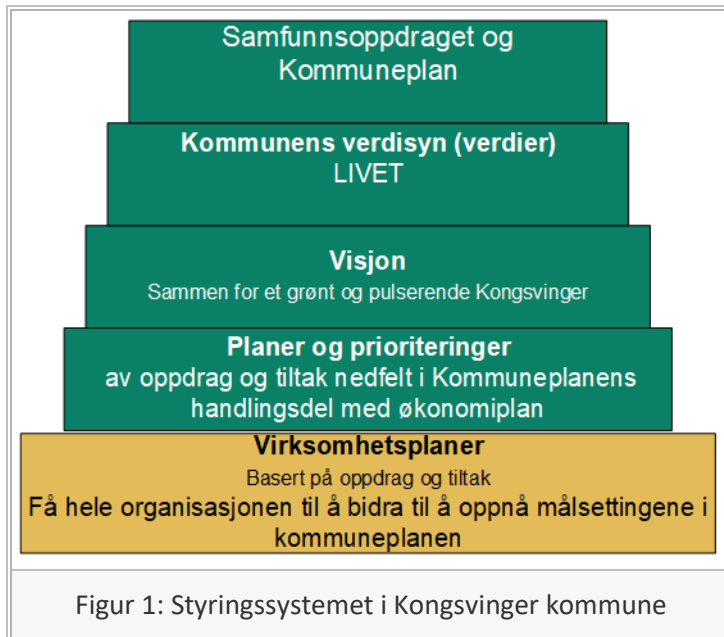 Samfunnsoppdraget og
Kommuneplan
Kommunens verdisyn (verdier)
LIVET
Visjon
Sammen for et grønt og pulserende Kongsvinger
Planer og prioriteringer
av oppdrag og tiltak nedfelt i Kommuneplanens
handlingsdel med økonomiplan
Virksomhetsplaner
Basert på oppdrag og tiltak
Få hele organisasjonen til å bidra til å oppnå målsettingene i
kommuneplanen
Figur 1: Styringssystemet i Kongsvinger kommune